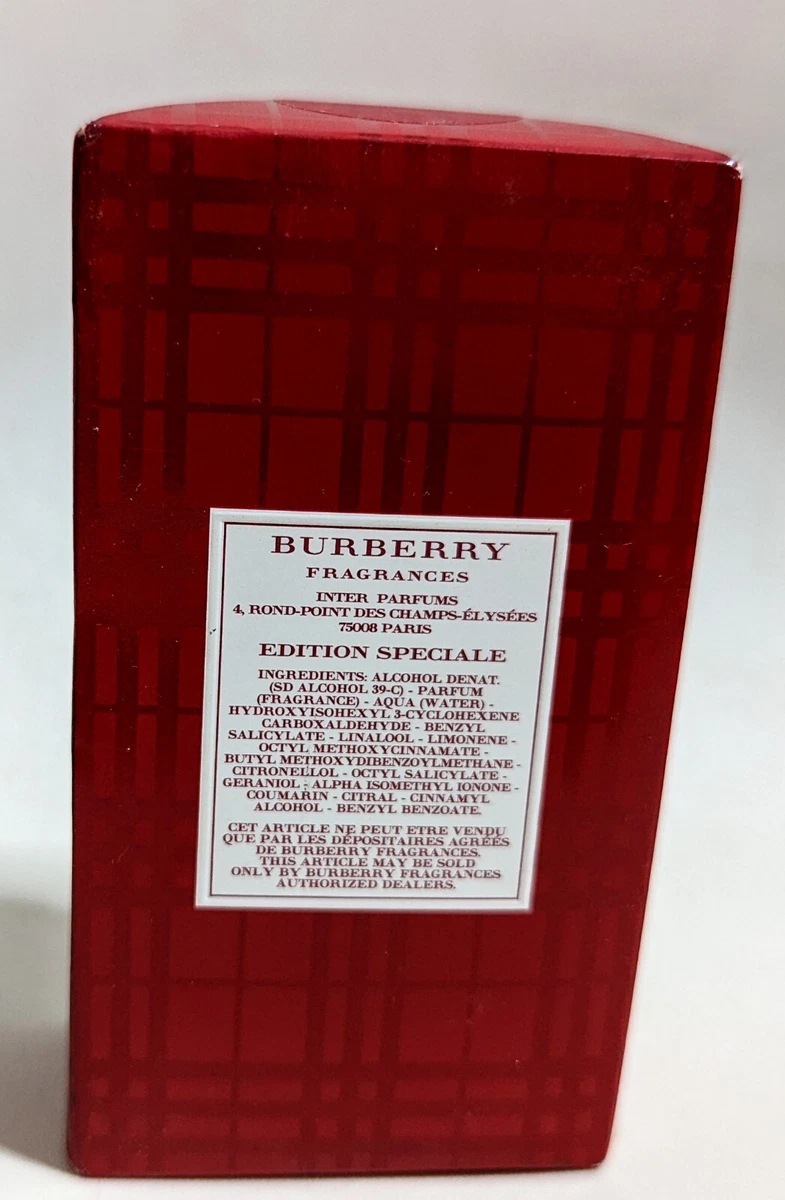 BURBERRY
FRAGRANCES
INTER PARFUMS
4, ROND-POINT DES CHAMPS-ÉLYSÉES
75008 PARIS
EDITION SPECIALE
INGREDIENTS: ALCOHOL DENAT.
(SD ALCOHOL 39-C) - PARFUM
(FRAGRANCE) - AQUA (WATER) -
HYDROXYISOHEXYL 3-CYCLOHEXENE
CARBOXALDEHYDE - BENZYL
SALICYLATE - LINALOOL - LIMONENE -
OCTYL METHOXYCINNAMATE -
BUTYL METHOXYDIBENZOYLMETHANE -
CITRONELLOL - OCTYL SALICYLATE -
GERANIOL - ALPHA ISOMETHYL IONONE -
COUMARIN - CITRAL - CINNAMYL
ALCOHOL - BENZYL BENZOATE.
CET ARTICLE NE PEUT ETRE VENDU
QUE PAR LES DÉPOSITAIRES AGRÉÉS
DE BURBERRY FRAGRANCES.
THIS ARTICLE MAY BE SOLD
ONLY BY BURBERRY FRAGRANCES
AUTHORIZED DEALERS.